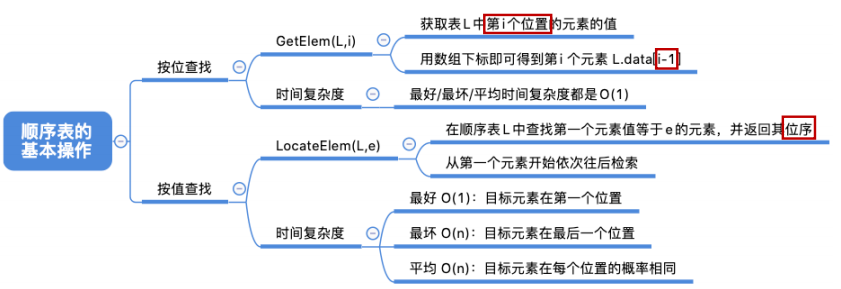 顺序表的
基本操作
按位查找
GetElem(L,i)
获取表L中第i个位置的元素的值
用数组下标即可得到第i个元素 L.data[i-1]
时间复杂度
最好/最坏/平均时间复杂度都是O(1)
按值查找
LocateElem(L,e)
在顺序表L中查找第一个元素值等于e的元素，并返回其位序
从第一个元素开始依次往后检索
时间复杂度
最好 O(1)：目标元素在第一个位置
最坏 O(n)：目标元素在最后一个位置
平均 O(n)：目标元素在每个位置的概率相同